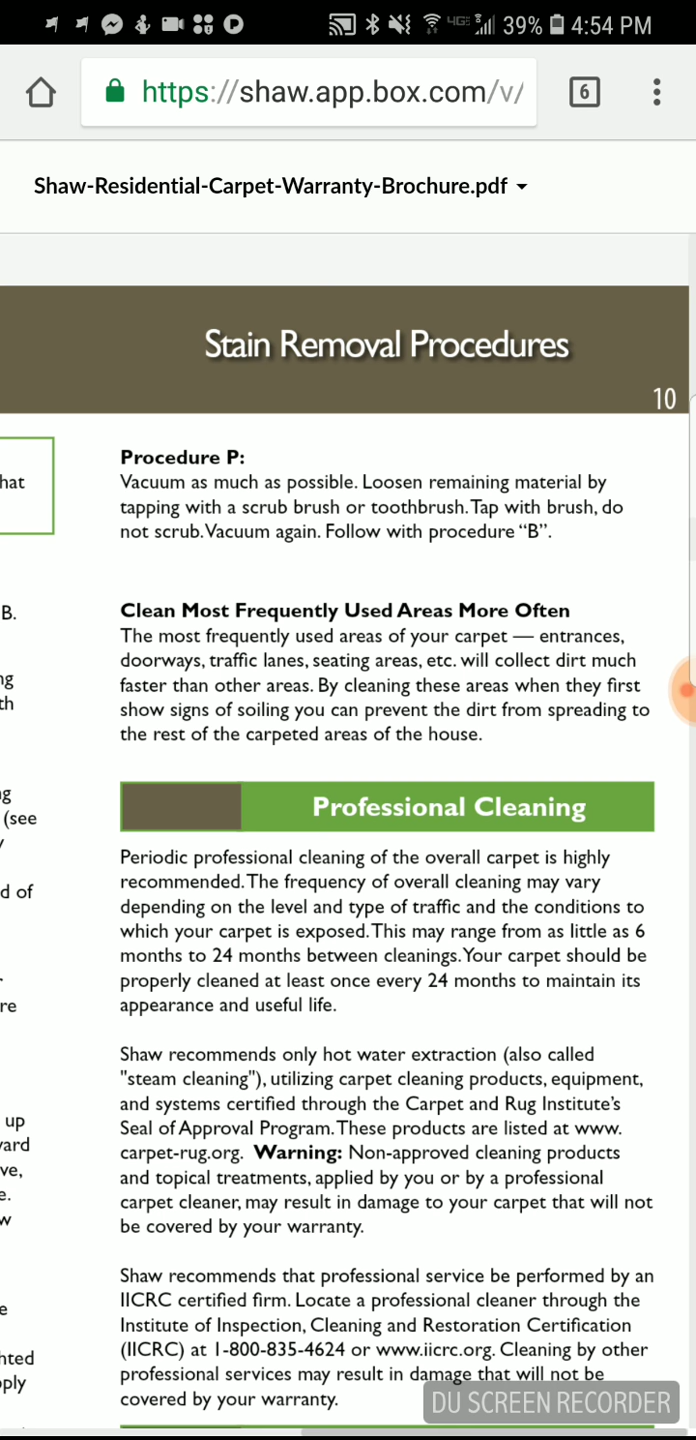 4G 39% 4:54 PM
https://shaw.app.box.com/v/ 6
Shaw-Residential-Carpet-Warranty-Brochure.pdf
Stain Removal Procedures
10
hat
B.
ng
th
ng
(see
y
d of
r
re
up
ard
ve,
e.
w
e
hted
ply
Procedure P:
Vacuum as much as possible. Loosen remaining material by
tapping with a scrub brush or toothbrush. Tap with brush, do
not scrub. Vacuum again. Follow with procedure “B”.
Clean Most Frequently Used Areas More Often
The most frequently used areas of your carpet — entrances,
doorways, traffic lanes, seating areas, etc. will collect dirt much
faster than other areas. By cleaning these areas when they first
show signs of soiling you can prevent the dirt from spreading to
the rest of the carpeted areas of the house.
Professional Cleaning
Periodic professional cleaning of the overall carpet is highly
recommended. The frequency of overall cleaning may vary
depending on the level and type of traffic and the conditions to
which your carpet is exposed. This may range from as little as 6
months to 24 months between cleanings. Your carpet should be
properly cleaned at least once every 24 months to maintain its
appearance and useful life.
Shaw recommends only hot water extraction (also called
"steam cleaning"), utilizing carpet cleaning products, equipment,
and systems certified through the Carpet and Rug Institute’s
Seal of Approval Program. These products are listed at www.
carpet-rug.org. Warning: Non-approved cleaning products
and topical treatments, applied by you or by a professional
carpet cleaner, may result in damage to your carpet that will not
be covered by your warranty.
Shaw recommends that professional service be performed by an
IICRC certified firm. Locate a professional cleaner through the
Institute of Inspection, Cleaning and Restoration Certification
(IICRC) at 1-800-835-4624 or www.iicrc.org. Cleaning by other
professional services may result in damage that will not be
covered by your warranty.
DU SCREEN RECORDER